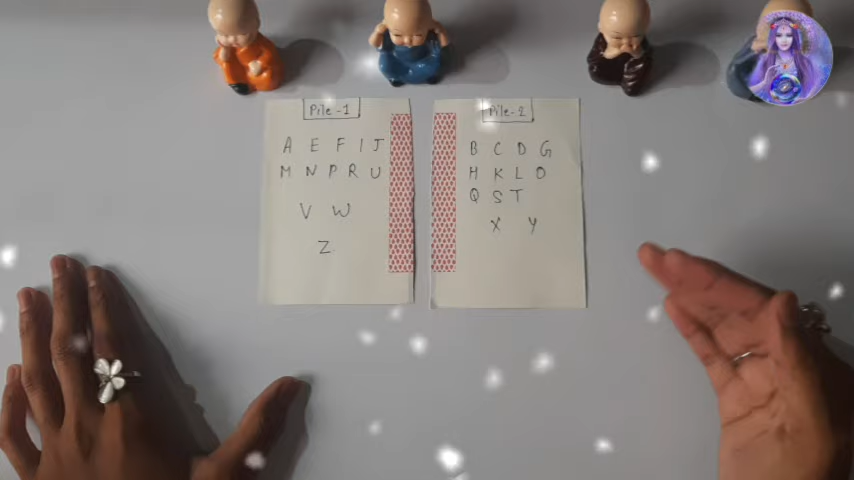 Pile-1
A E F I J
M N P R U
V W
Z
Pile-2
B C D G
H K L O
Q S T
X Y